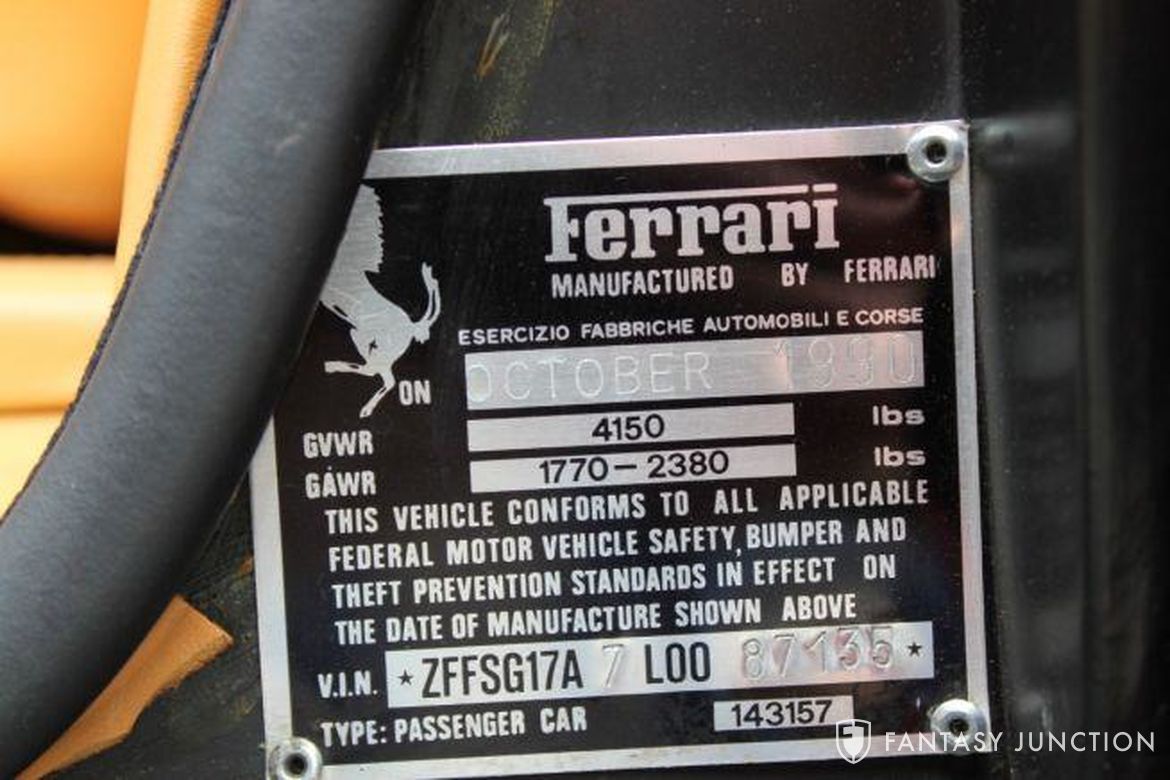 Ferrari
MANUFACTURED BY FERRARI
ESERCIZIO FABBRICHE AUTOMOBILI E CORSE
ON OCTOBER 1990
GVWR 4150 lbs
GAWR 1770-2380 lbs
THIS VEHICLE CONFORMS TO ALL APPLICABLE
FEDERAL MOTOR VEHICLE SAFETY, BUMPER AND
THEFT PREVENTION STANDARDS IN EFFECT ON
THE DATE OF MANUFACTURE SHOWN ABOVE
V.I.N. ★ ZFFSG17A 7 L00 87135 ★
TYPE: PASSENGER CAR 143157
FANTASY JUNCTION